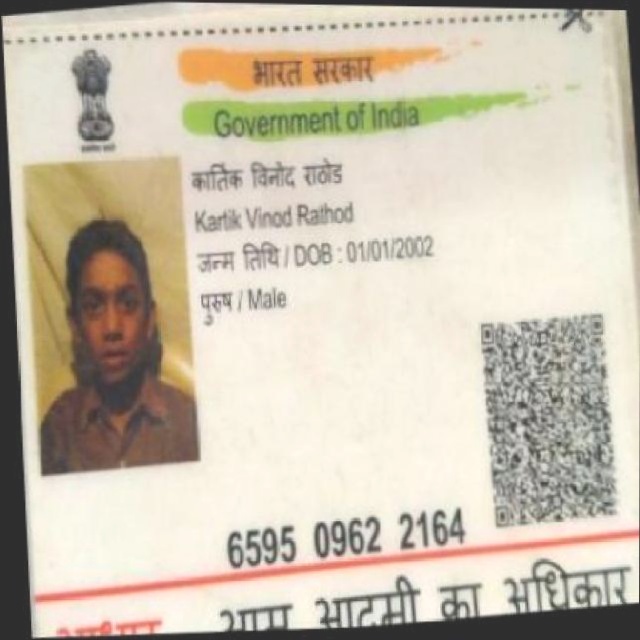 भारत सरकार
Government of India
कार्तिक विनोद राठोड
Kartik Vinod Rathod
जन्म तिथि / DOB : 01/01/2002
पुरुष / Male
6595 0962 2164
आम आदमी का अधिकार